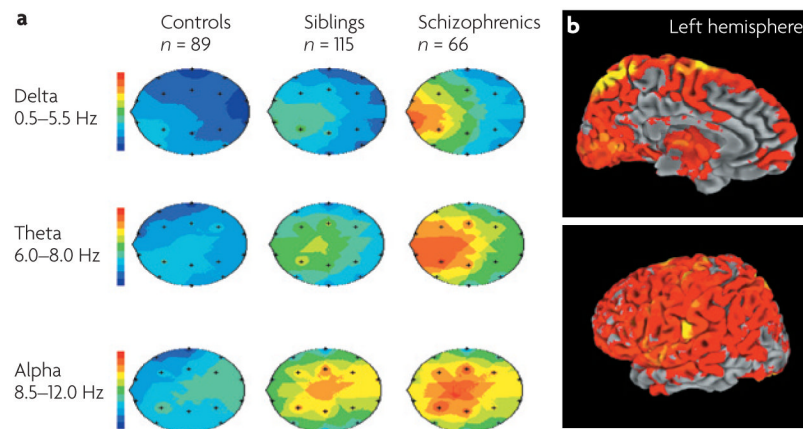 a
Controls
n = 89
Siblings
n = 115
Schizophrenics
n = 66
Delta
0.5–5.5 Hz
Theta
6.0–8.0 Hz
Alpha
8.5–12.0 Hz
b
Left hemisphere